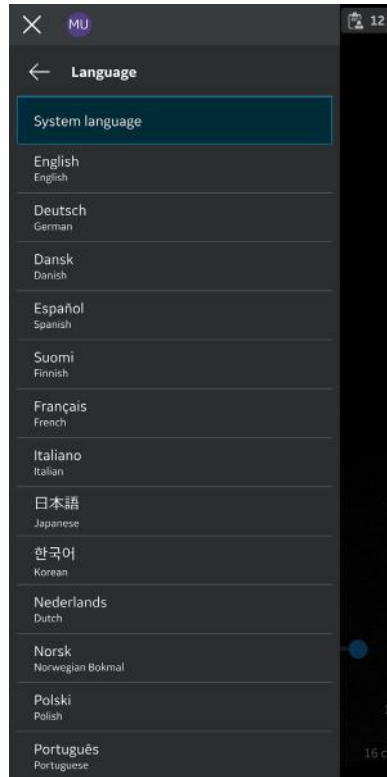 MU
12
Language
System language
English
English
Deutsch
German
Dansk
Danish
Español
Spanish
Suomi
Finnish
Français
French
Italiano
Italian
日本語
Japanese
한국어
Korean
Nederlands
Dutch
Norsk
Norwegian Bokmal
Polski
Polish
Português
Portuguese
16 c